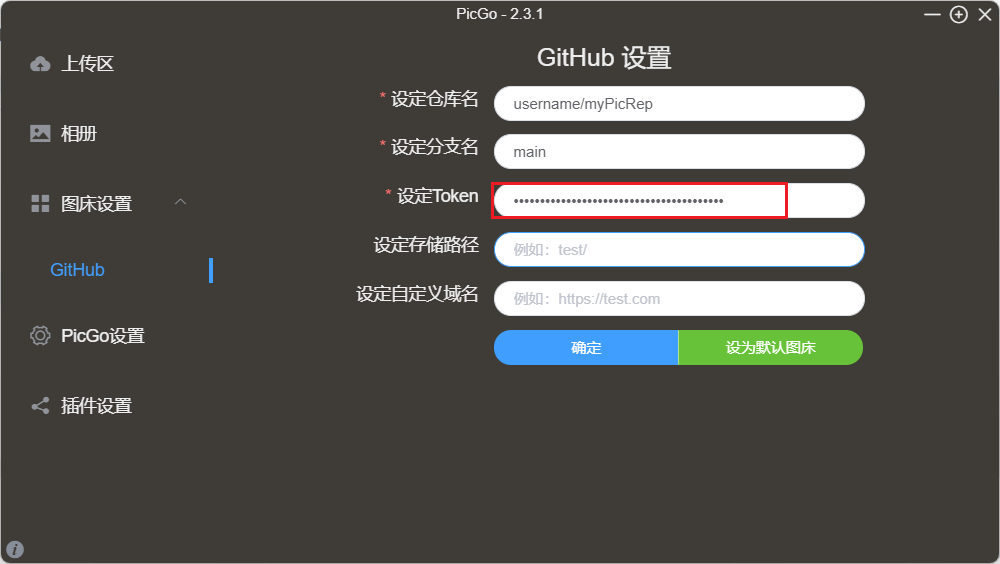 PicGo - 2.3.1
上传区
相册
图床设置
GitHub
PicGo设置
插件设置
GitHub 设置
* 设定仓库名 username/myPicRep
* 设定分支名 main
* 设定Token ••••••••••••••••••••••••••••••••••••••••
设定存储路径 例如：test/
设定自定义域名 例如：https://test.com
确定 设为默认图床